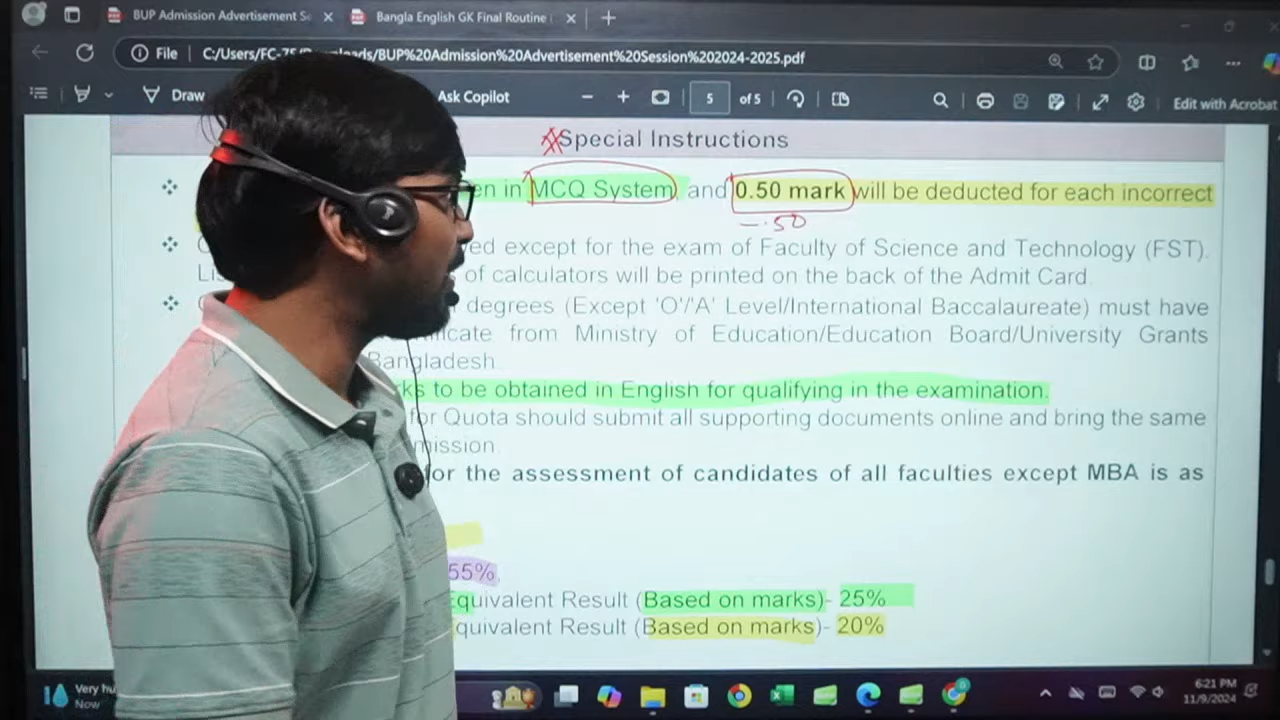 BUP Admission Advertisement Se
Bangla English GK Final Routine
File C:/Users/FC-75/Downloads/BUP%20Admission%20Advertisement%20Session%202024-2025.pdf
Draw Ask Copilot 5 of 5 Edit with Acrobat
Special Instructions
en in MCQ System, and 0.50 mark will be deducted for each incorrect
-.50
ed except for the exam of Faculty of Science and Technology (FST).
of calculators will be printed on the back of the Admit Card.
degrees (Except 'O'/'A' Level/International Baccalaureate) must have
icate from Ministry of Education/Education Board/University Grants
Bangladesh.
ks to be obtained in English for qualifying in the examination.
for Quota should submit all supporting documents online and bring the same
mission.
for the assessment of candidates of all faculties except MBA is as
55%
Equivalent Result (Based on marks)- 25%
Equivalent Result (Based on marks)- 20%
Very hu
Now
6:21 PM
11/9/2024